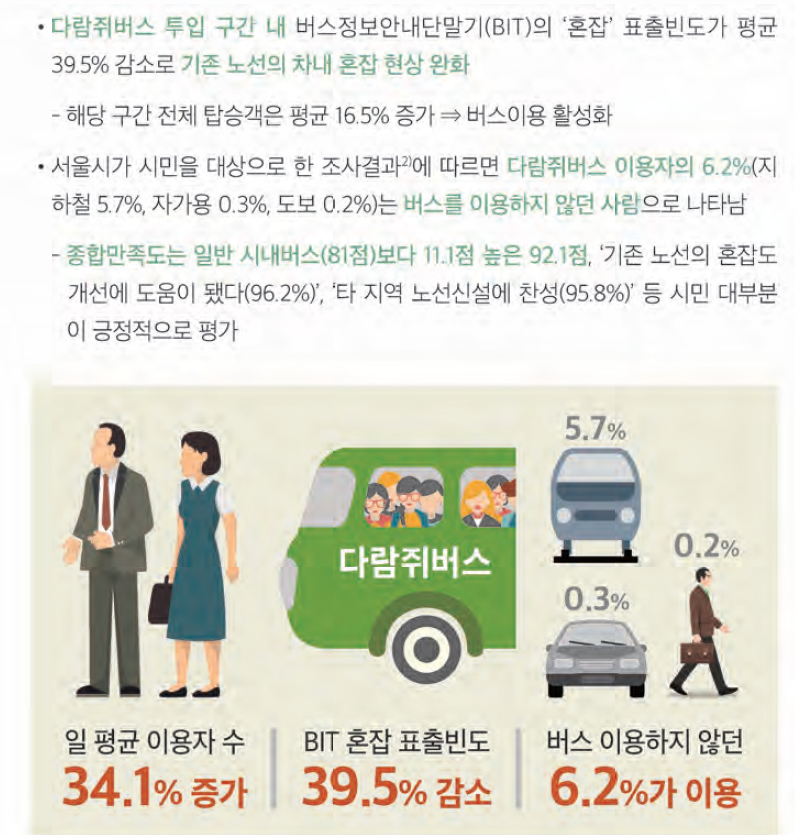 • 다람쥐버스 투입 구간 내 버스정보안내단말기(BIT)의 ‘혼잡’ 표출빈도가 평균
39.5% 감소로 기존 노선의 차내 혼잡 현상 완화
- 해당 구간 전체 탑승객은 평균 16.5% 증가 ⇒ 버스이용 활성화
• 서울시가 시민을 대상으로 한 조사결과2)에 따르면 다람쥐버스 이용자의 6.2%(지
하철 5.7%, 자가용 0.3%, 도보 0.2%)는 버스를 이용하지 않던 사람으로 나타남
- 종합만족도는 일반 시내버스(81점)보다 11.1점 높은 92.1점, ‘기존 노선의 혼잡도
개선에 도움이 됐다(96.2%)’, ‘타 지역 노선신설에 찬성(95.8%)’ 등 시민 대부분
이 긍정적으로 평가
5.7%
다람쥐버스
0.2%
0.3%
일 평균 이용자 수
34.1% 증가
BIT 혼잡 표출빈도
39.5% 감소
버스 이용하지 않던
6.2%가 이용